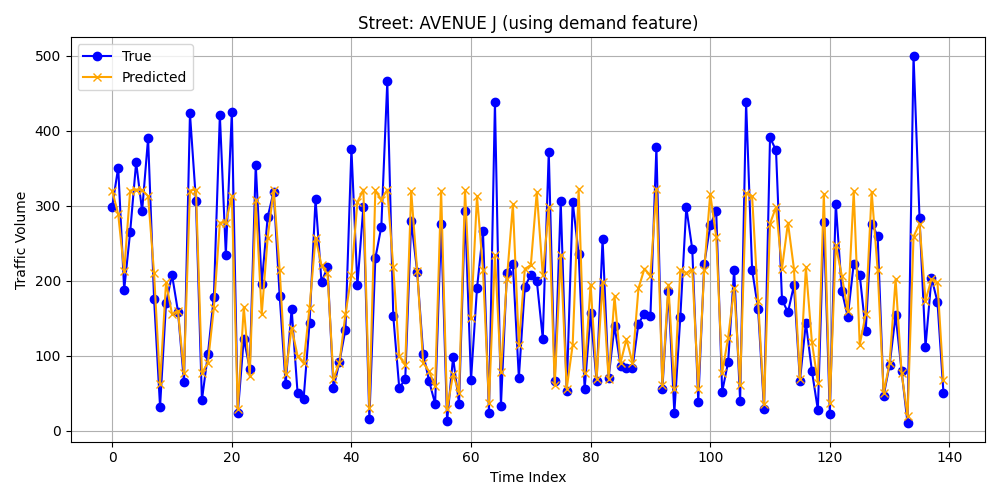 Street: AVENUE J (using demand feature)
True
Predicted
Traffic Volume
500
400
300
200
100
0
0 20 40 60 80 100 120 140
Time Index